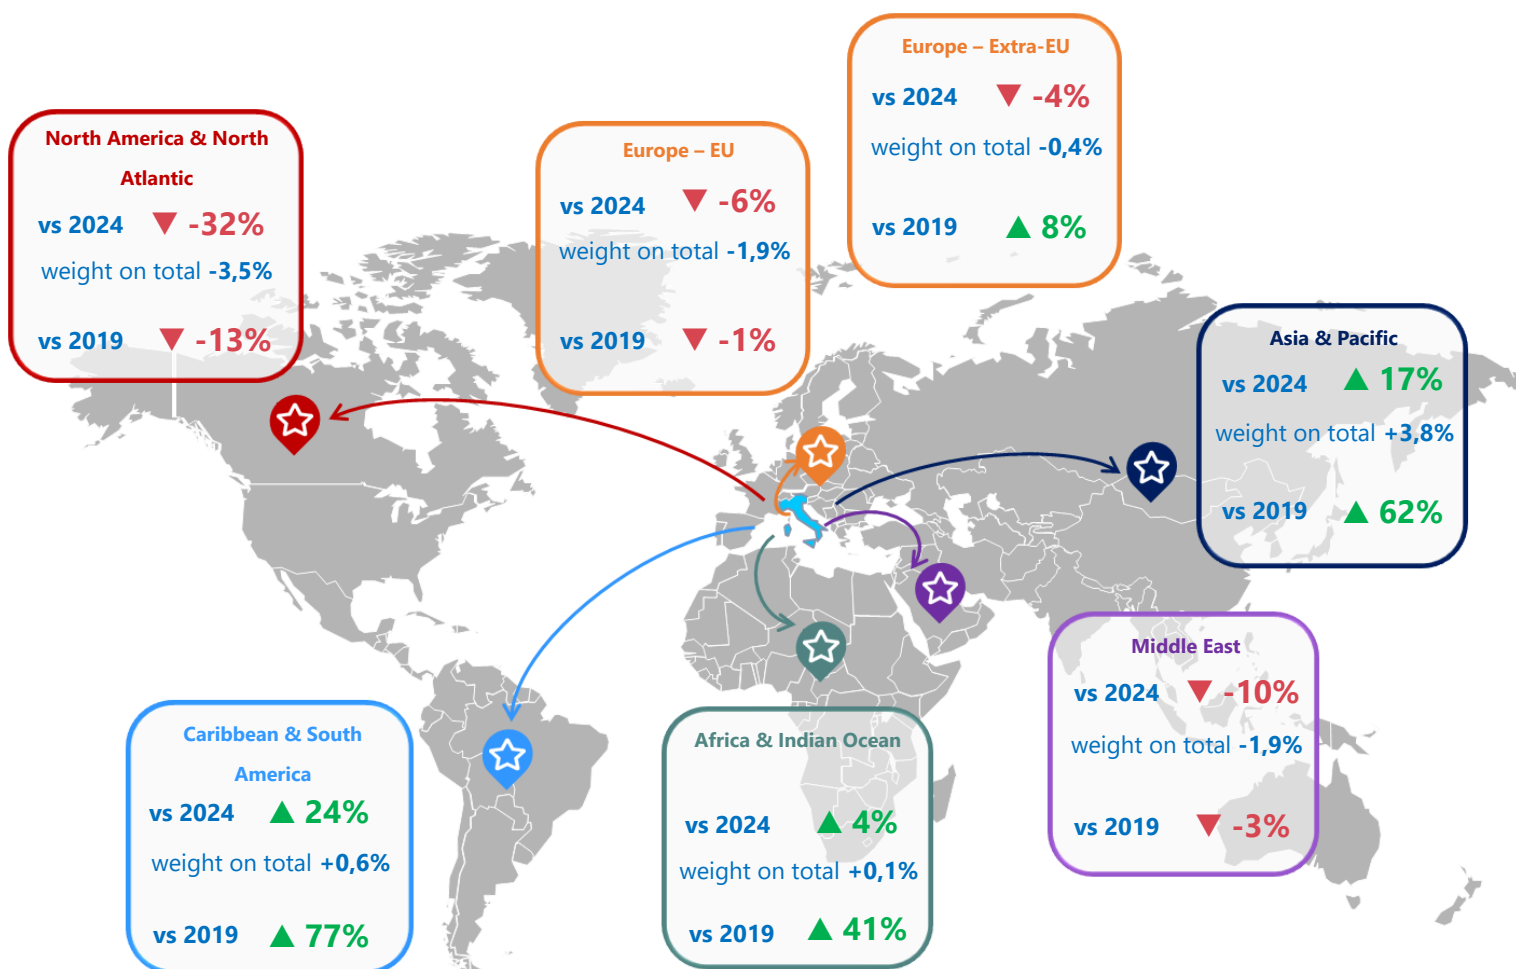 Europe – Extra-EU
vs 2024 ▼ -4%
weight on total -0,4%
vs 2019 ▲ 8%
North America & North
Atlantic
vs 2024 ▼ -32%
weight on total -3,5%
vs 2019 ▼ -13%
Europe – EU
vs 2024 ▼ -6%
weight on total -1,9%
vs 2019 ▼ -1%
Asia & Pacific
vs 2024 ▲ 17%
weight on total +3,8%
vs 2019 ▲ 62%
Middle East
vs 2024 ▼ -10%
weight on total -1,9%
vs 2019 ▼ -3%
Caribbean & South
America
vs 2024 ▲ 24%
weight on total +0,6%
vs 2019 ▲ 77%
Africa & Indian Ocean
vs 2024 ▲ 4%
weight on total +0,1%
vs 2019 ▲ 41%